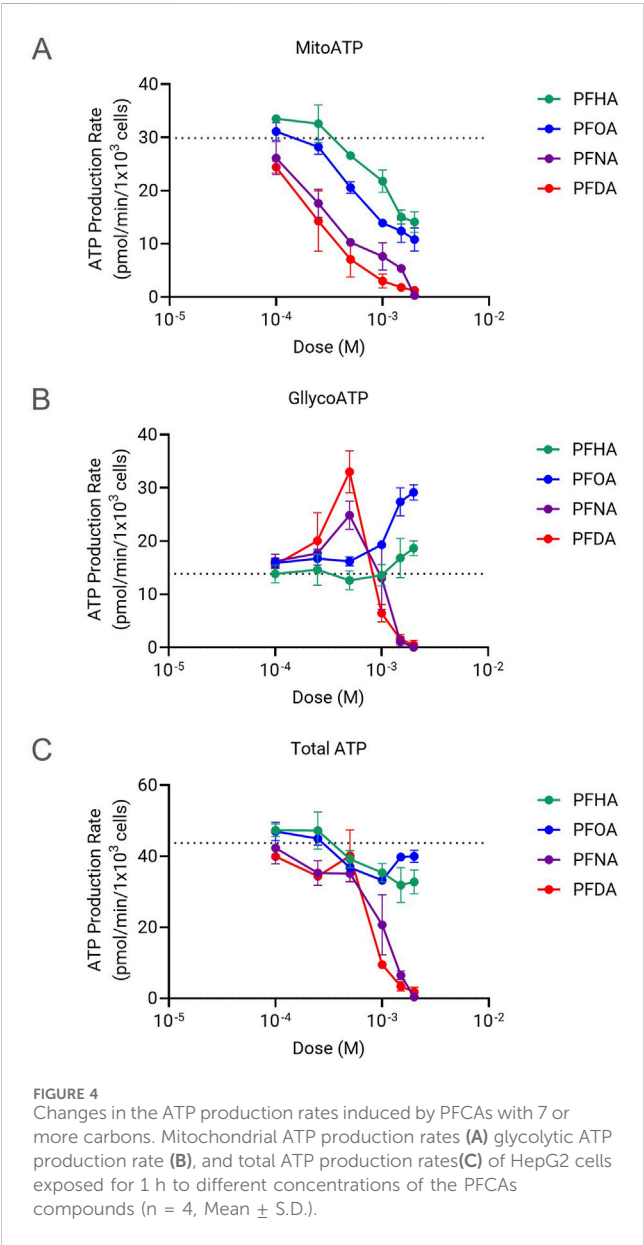 A
MitoATP
40
30
20
10
0
ATP Production Rate
(pmol/min/1x10³ cells)
10⁻⁵
10⁻⁴
10⁻³
10⁻²
Dose (M)
PFHA
PFOA
PFNA
PFDA
B
GllycoATP
40
30
20
10
0
ATP Production Rate
(pmol/min/1x10³ cells)
10⁻⁵
10⁻⁴
10⁻³
10⁻²
Dose (M)
PFHA
PFOA
PFNA
PFDA
C
Total ATP
60
40
20
0
ATP Production Rate
(pmol/min/1x10³ cells)
10⁻⁵
10⁻⁴
10⁻³
10⁻²
Dose (M)
PFHA
PFOA
PFNA
PFDA
FIGURE 4
Changes in the ATP production rates induced by PFCAs with 7 or
more carbons. Mitochondrial ATP production rates (A) glycolytic ATP
production rate (B), and total ATP production rates(C) of HepG2 cells
exposed for 1 h to different concentrations of the PFCAs
compounds (n = 4, Mean ± S.D.).